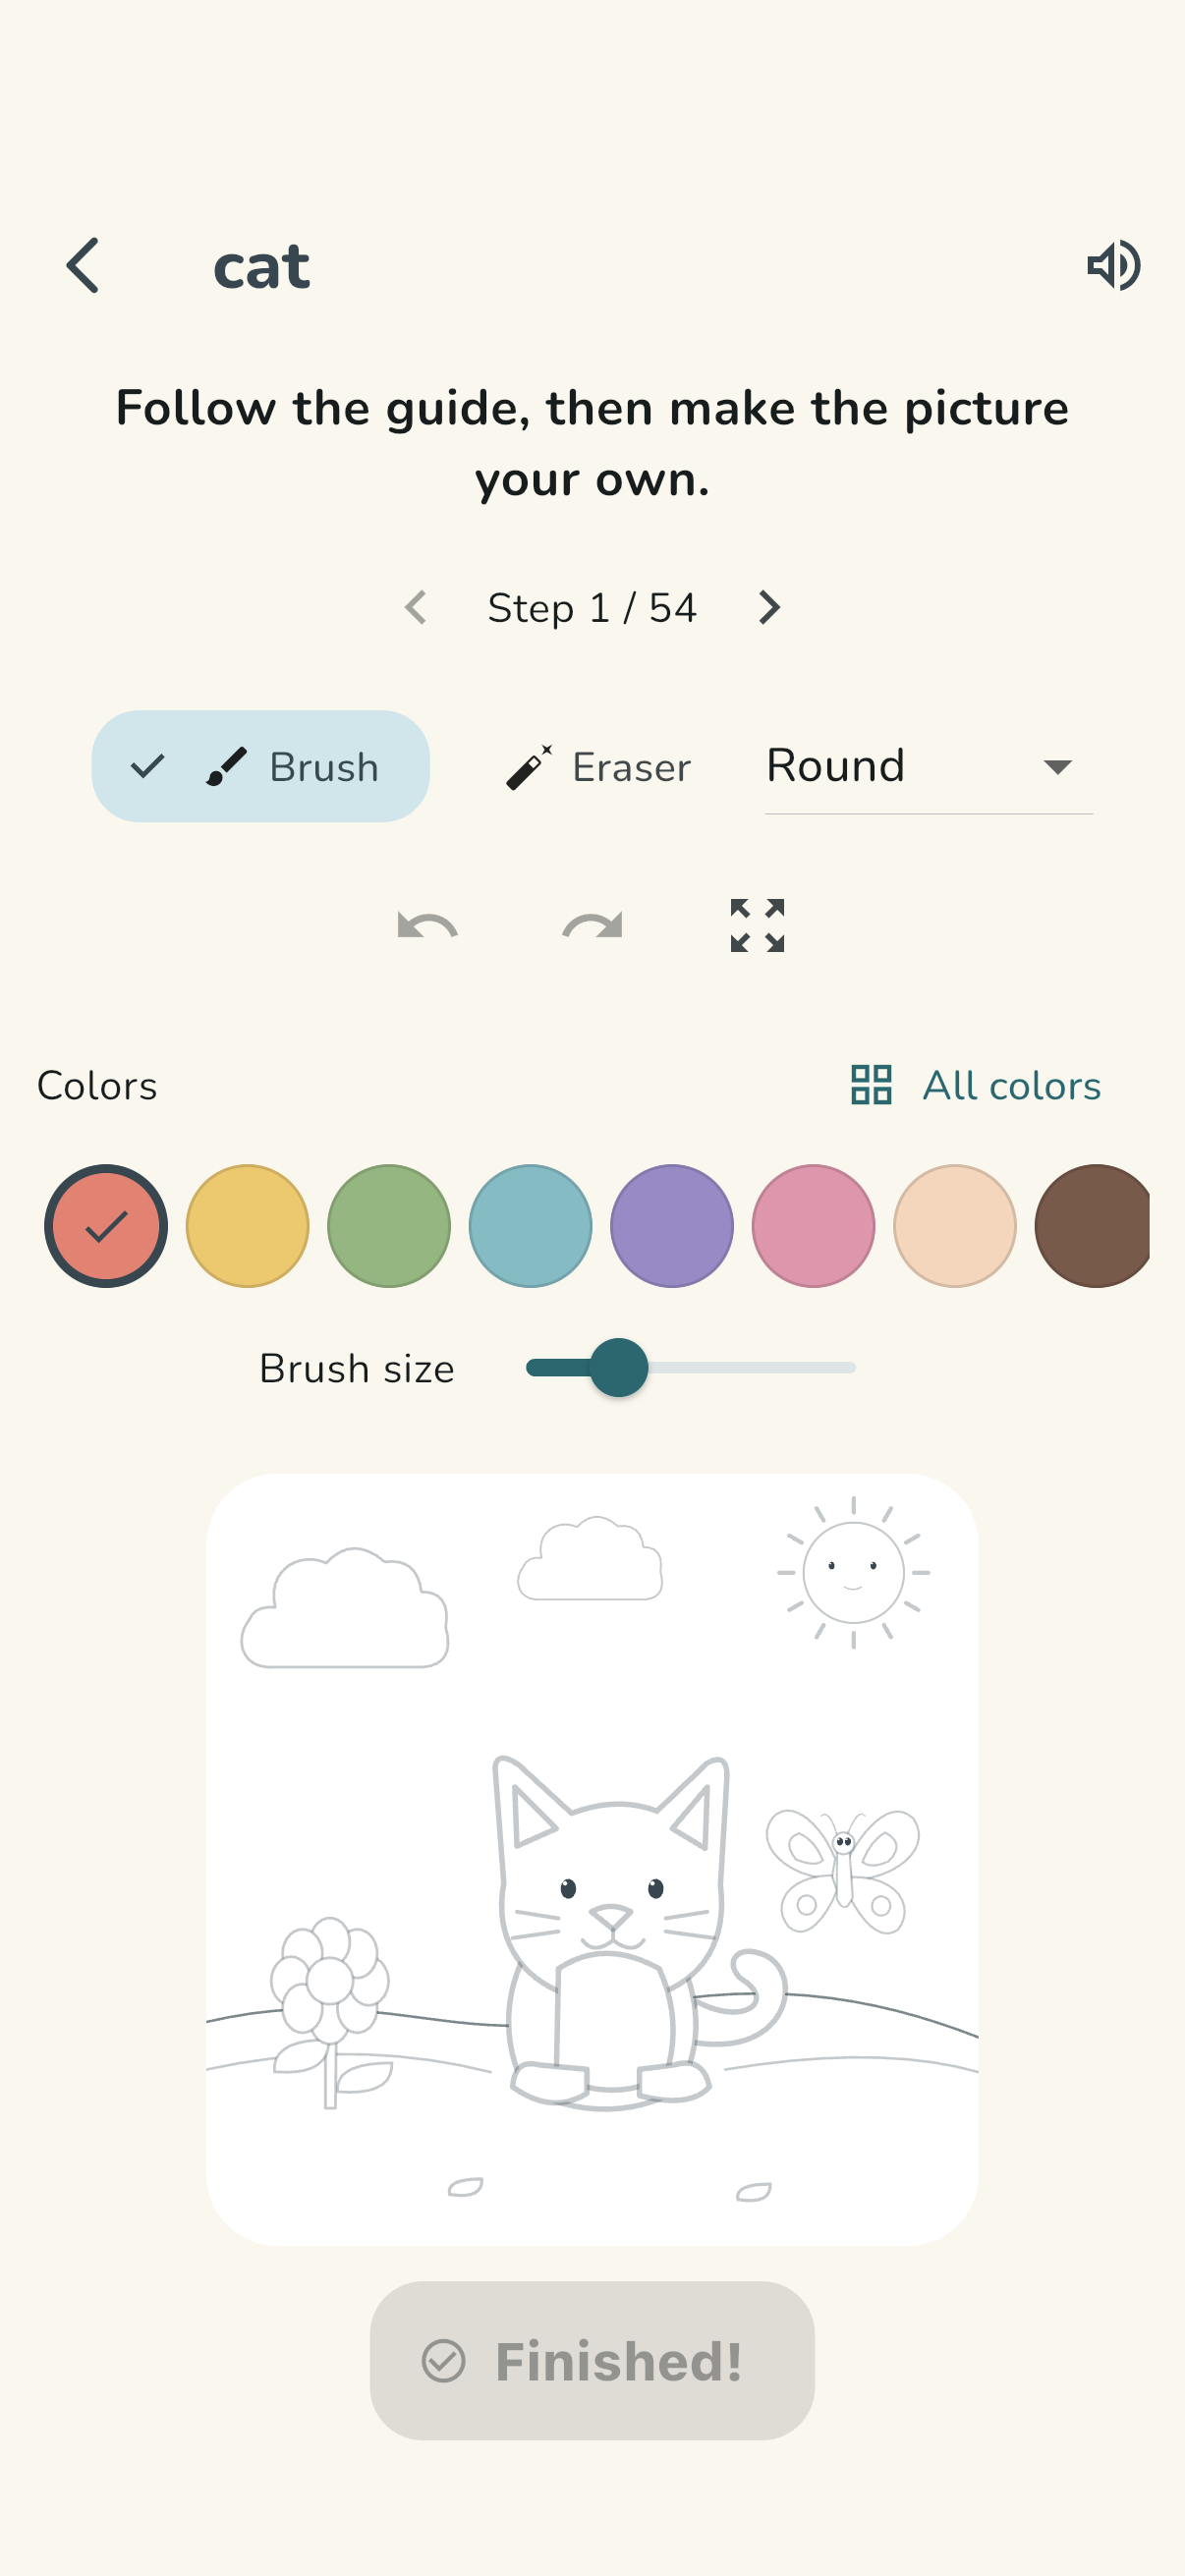 cat
Follow the guide, then make the picture
your own.
Step 1 / 54
Brush
Eraser
Round
Colors
All colors
Brush size
Finished!